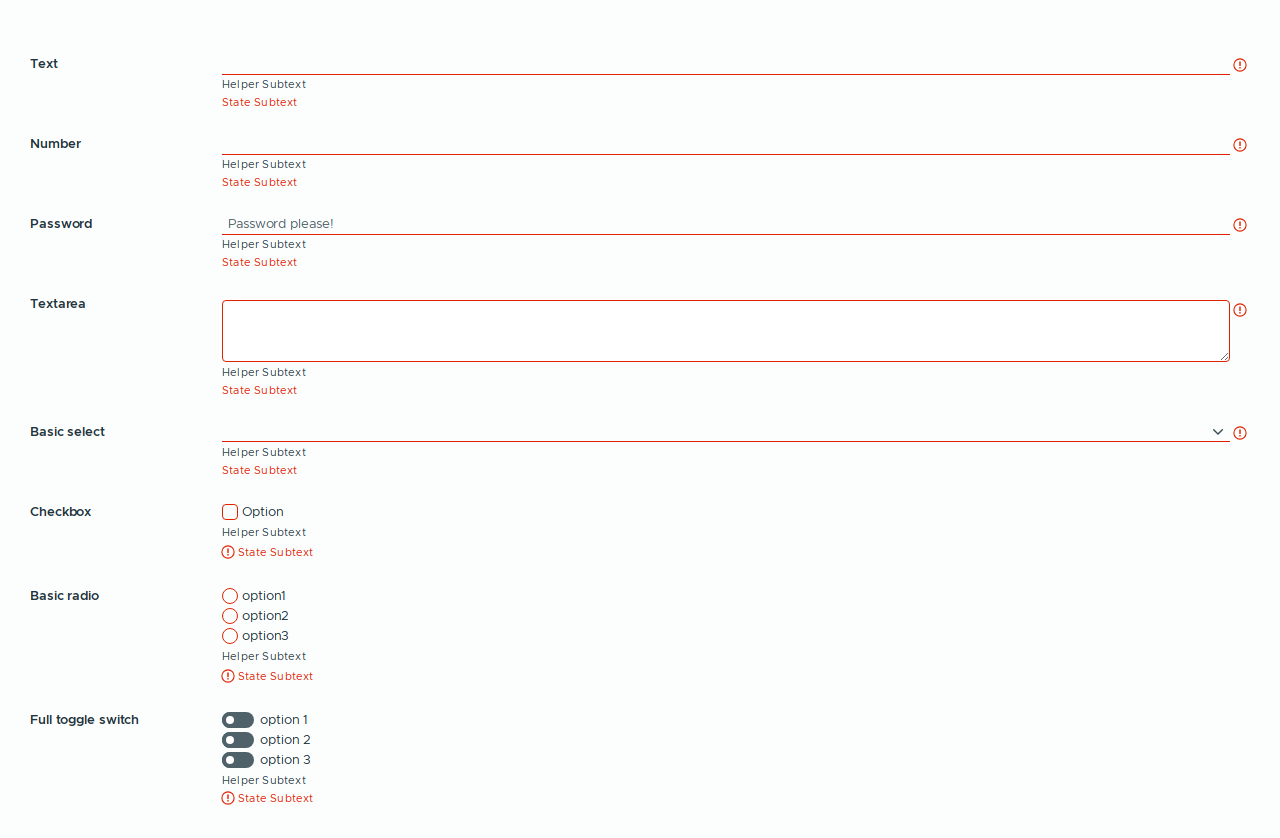 Text
Helper Subtext
State Subtext
Number
Helper Subtext
State Subtext
Password Password please!
Helper Subtext
State Subtext
Textarea
Helper Subtext
State Subtext
Basic select
Helper Subtext
State Subtext
Checkbox Option
Helper Subtext
State Subtext
Basic radio option1
option2
option3
Helper Subtext
State Subtext
Full toggle switch option 1
option 2
option 3
Helper Subtext
State Subtext